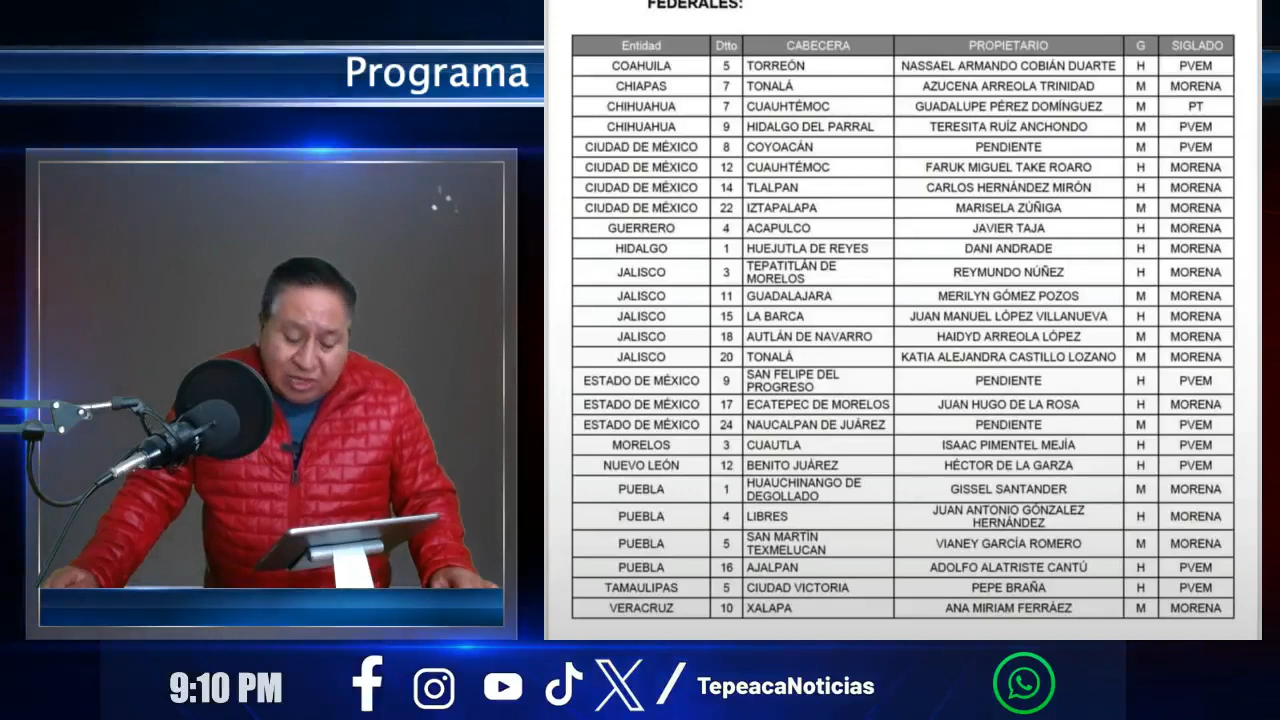 Programa
FEDERALES:
Entidad Dtto CABECERA PROPIETARIO G SIGLADO
COAHUILA 5 TORREÓN NASSAEL ARMANDO COBIÁN DUARTE H PVEM
CHIAPAS 7 TONALÁ AZUCENA ARREOLA TRINIDAD M MORENA
CHIHUAHUA 7 CUAUHTÉMOC GUADALUPE PÉREZ DOMÍNGUEZ M PT
CHIHUAHUA 9 HIDALGO DEL PARRAL TERESITA RUÍZ ANCHONDO M PVEM
CIUDAD DE MÉXICO 8 COYOACÁN PENDIENTE M PVEM
CIUDAD DE MÉXICO 12 CUAUHTÉMOC FARUK MIGUEL TAKE ROARO H MORENA
CIUDAD DE MÉXICO 14 TLALPAN CARLOS HERNÁNDEZ MIRÓN H MORENA
CIUDAD DE MÉXICO 22 IZTAPALAPA MARISELA ZÚÑIGA M MORENA
GUERRERO 4 ACAPULCO JAVIER TAJA H MORENA
HIDALGO 1 HUEJUTLA DE REYES DANI ANDRADE H MORENA
JALISCO 3 TEPATITLÁN DE MORELOS REYMUNDO NÚÑEZ H MORENA
JALISCO 11 GUADALAJARA MERILYN GÓMEZ POZOS M MORENA
JALISCO 15 LA BARCA JUAN MANUEL LÓPEZ VILLANUEVA H MORENA
JALISCO 18 AUTLÁN DE NAVARRO HAIDYD ARREOLA LÓPEZ M MORENA
JALISCO 20 TONALÁ KATIA ALEJANDRA CASTILLO LOZANO M MORENA
ESTADO DE MÉXICO 9 SAN FELIPE DEL PROGRESO PENDIENTE H PVEM
ESTADO DE MÉXICO 17 ECATEPEC DE MORELOS JUAN HUGO DE LA ROSA H MORENA
ESTADO DE MÉXICO 24 NAUCALPAN DE JUÁREZ PENDIENTE M PVEM
MORELOS 3 CUAUTLA ISAAC PIMENTEL MEJÍA H PVEM
NUEVO LEÓN 12 BENITO JUÁREZ HÉCTOR DE LA GARZA H PVEM
PUEBLA 1 HUAUCHINANGO DE DEGOLLADO GISSEL SANTANDER M MORENA
PUEBLA 4 LIBRES JUAN ANTONIO GÓNZALEZ HERNÁNDEZ H MORENA
PUEBLA 5 SAN MARTÍN TEXMELUCAN VIANEY GARCÍA ROMERO M MORENA
PUEBLA 16 AJALPAN ADOLFO ALATRISTE CANTÚ H PVEM
TAMAULIPAS 5 CIUDAD VICTORIA PEPE BRAÑA H PVEM
VERACRUZ 10 XALAPA ANA MIRIAM FERRÁEZ M MORENA
9:10 PM / TepeacaNoticias